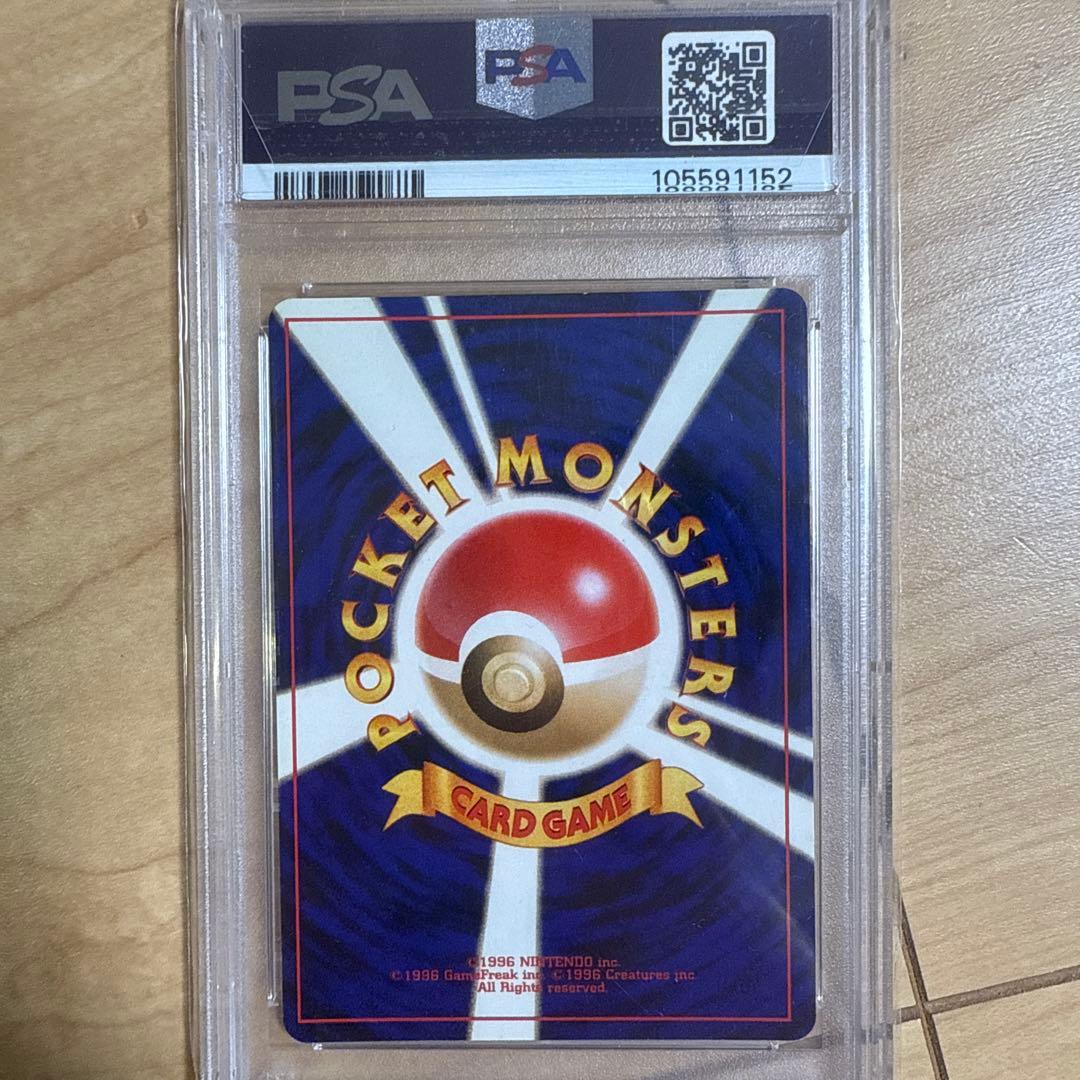 PSA
PSA
105591152
POCKET MONSTERS
CARD GAME
©1996 NINTENDO inc.
©1996 GameFreak inc. ©1996 Creatures inc.
All Rights reserved.